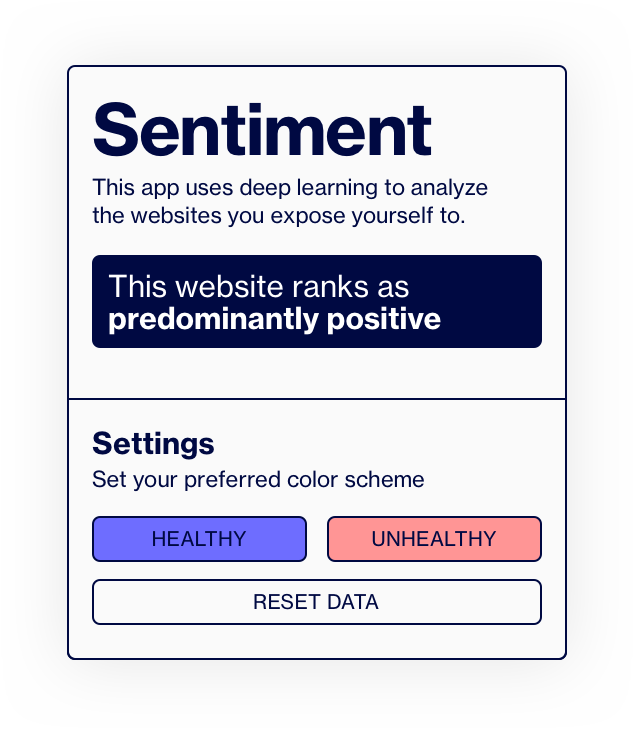 Sentiment
This app uses deep learning to analyze
the websites you expose yourself to.
This website ranks as
predominantly positive
Settings
Set your preferred color scheme
HEALTHY
UNHEALTHY
RESET DATA